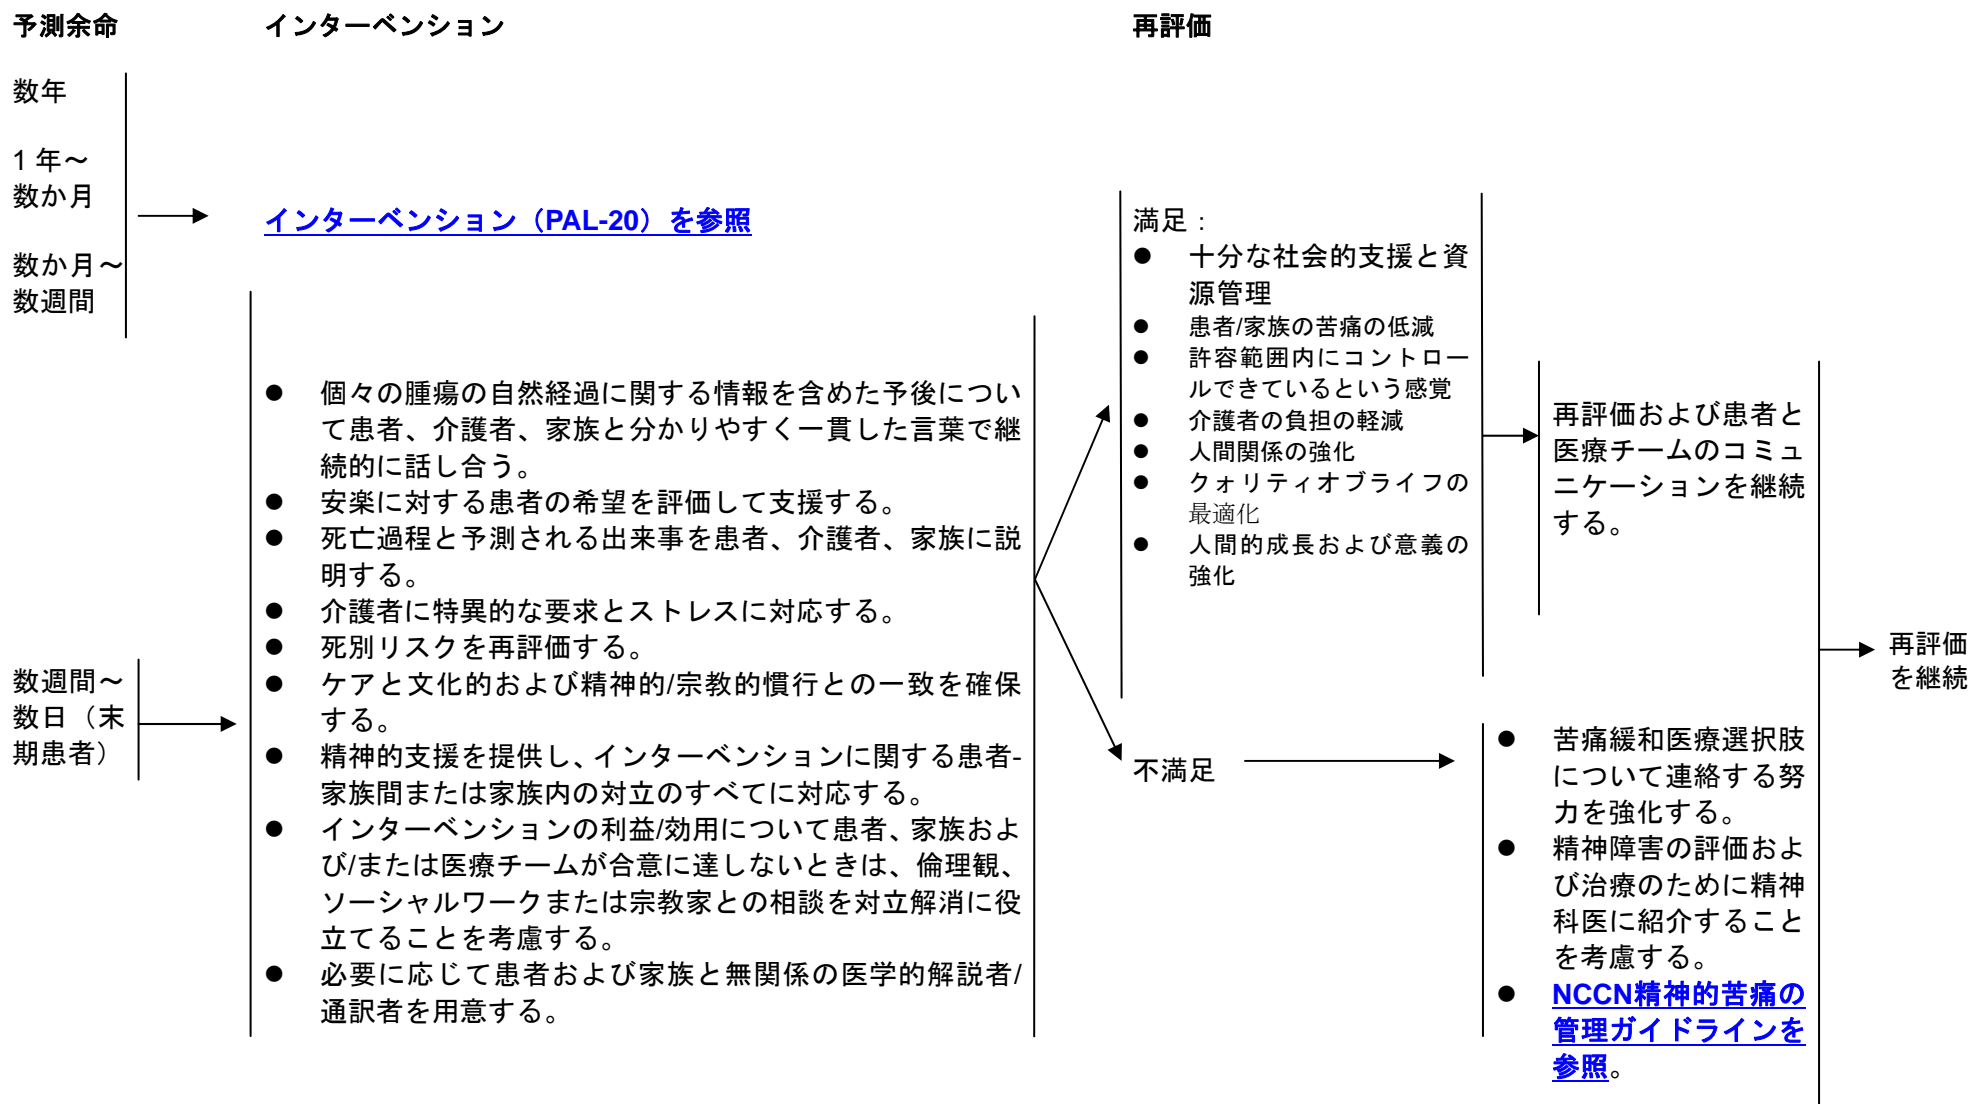 予測余命
インターベンション
再評価
数年
1 年～
数か月
数か月～
数週間
インターベンション（PAL-20）を参照
数週間～
数日（末
期患者）
● 個々の腫瘍の自然経過に関する情報を含めた予後につい
て患者、介護者、家族と分かりやすく一貫した言葉で継
続的に話し合う。
● 安楽に対する患者の希望を評価して支援する。
● 死亡過程と予測される出来事を患者、介護者、家族に説
明する。
● 介護者に特異的な要求とストレスに対応する。
● 死別リスクを再評価する。
● ケアと文化的および精神的/宗教的慣行との一致を確保
する。
● 精神的支援を提供し、インターベンションに関する患者-
家族間または家族内の対立のすべてに対応する。
● インターベンションの利益/効用について患者、家族およ
び/または医療チームが合意に達しないときは、倫理観、
ソーシャルワークまたは宗教家との相談を対立解消に役
立てることを考慮する。
● 必要に応じて患者および家族と無関係の医学的解説者/
通訳者を用意する。
満足：
● 十分な社会的支援と資
源管理
● 患者/家族の苦痛の低減
● 許容範囲内にコントロー
ルできているという感覚
● 介護者の負担の軽減
● 人間関係の強化
● クォリティオブライフの
最適化
● 人間的成長および意義の
強化
再評価および患者と
医療チームのコミュ
ニケーションを継続
する。
不満足
● 苦痛緩和医療選択肢
について連絡する努
力を強化する。
● 精神障害の評価およ
び治療のために精神
科医に紹介すること
を考慮する。
● NCCN精神的苦痛の
管理ガイドラインを
参照。
再評価
を継続